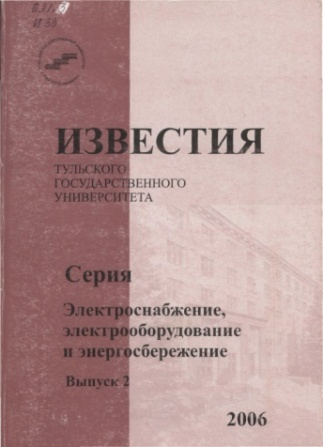 ИЗВЕСТИЯ
ТУЛЬСКОГО
ГОСУДАРСТВЕННОГО
УНИВЕРСИТЕТА
Серия
Электроснабжение,
электрооборудование
и энергосбережение
Выпуск 2
2006